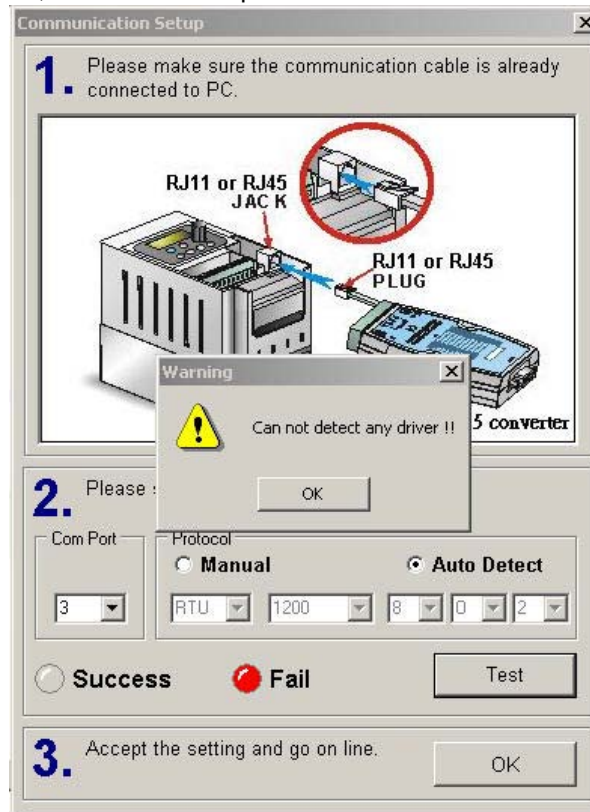 Communication Setup
1. Please make sure the communication cable is already
connected to PC.
RJ11 or RJ45
JACK
RJ11 or RJ45
PLUG
Warning
Can not detect any driver !!
OK
5 converter
2. Please
Com Port
Protocol
Manual
Auto Detect
3
RTU
1200
8
0
2
Success
Fail
Test
3. Accept the setting and go on line.
OK